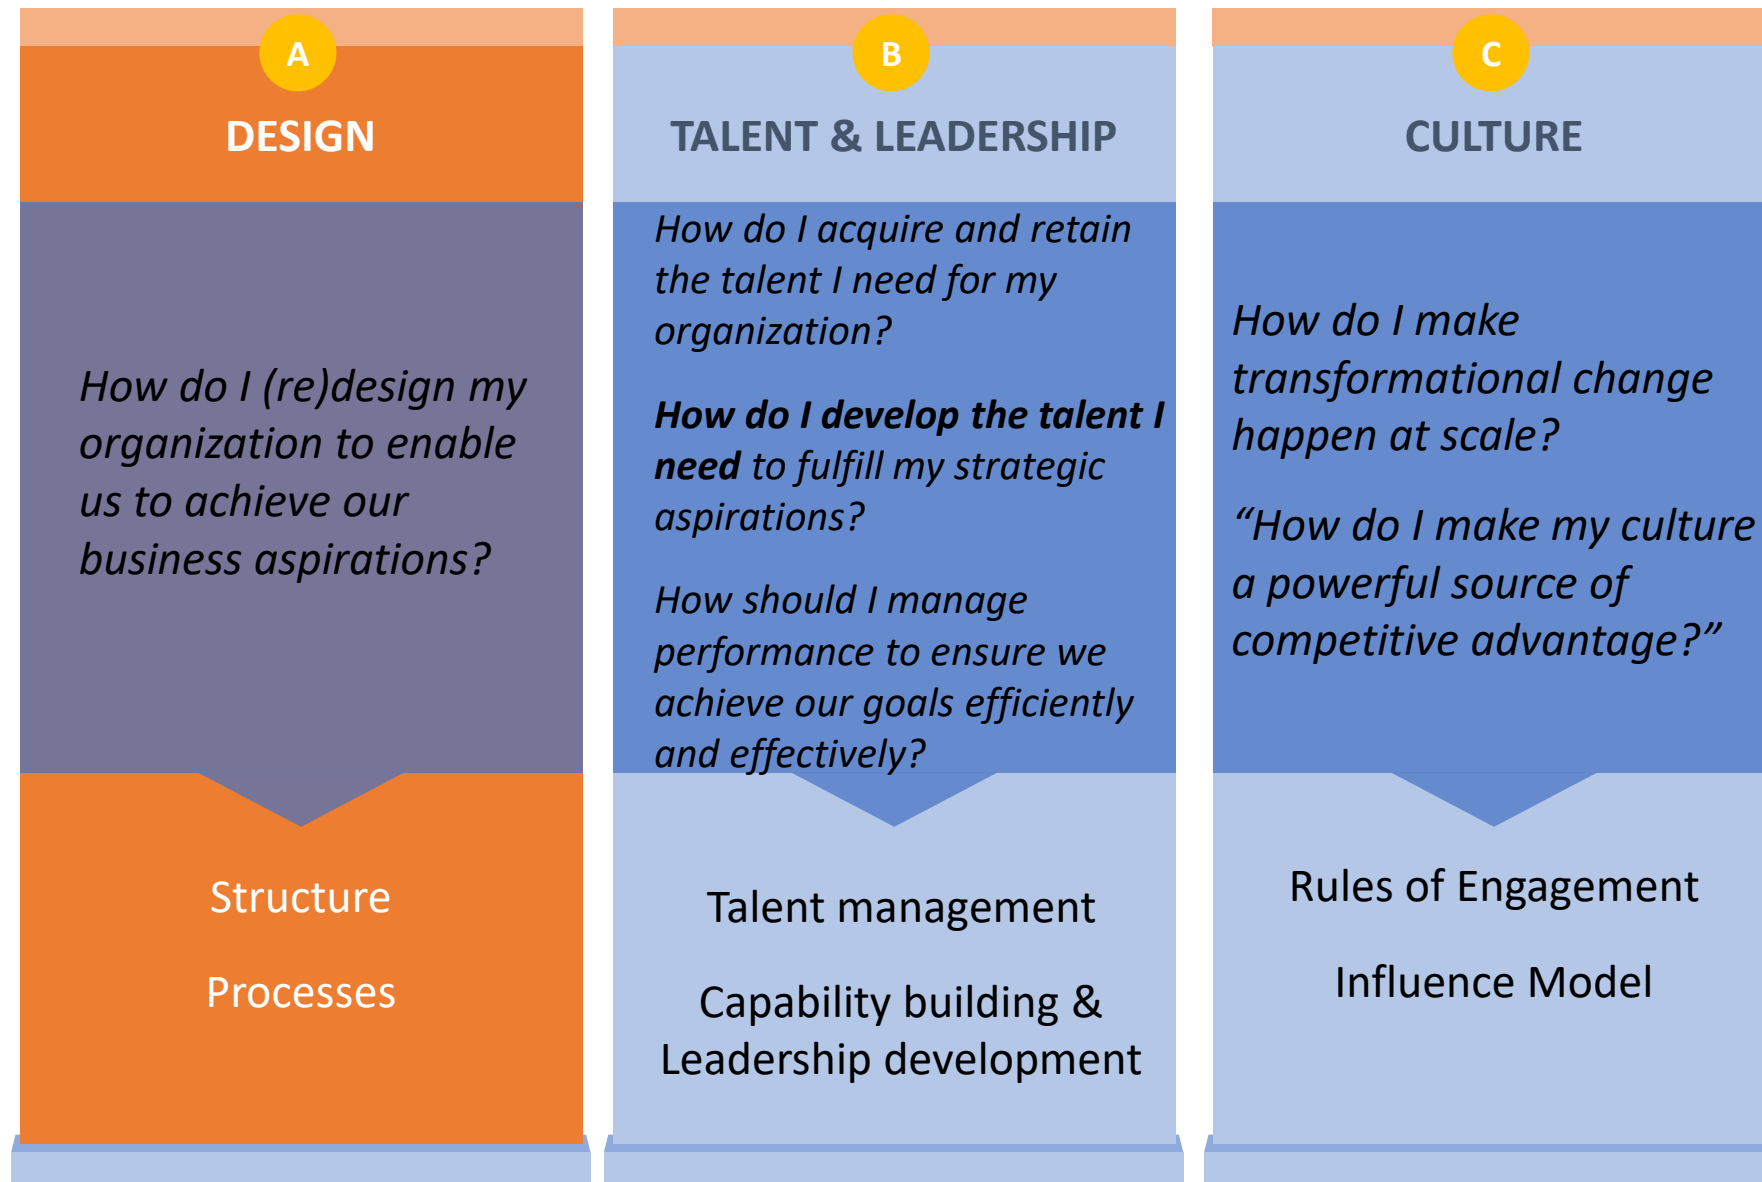 A
DESIGN
How do I (re)design my
organization to enable
us to achieve our
business aspirations?
Structure
Processes
B
TALENT & LEADERSHIP
How do I acquire and retain
the talent I need for my
organization?
How do I develop the talent I
need to fulfill my strategic
aspirations?
How should I manage
performance to ensure we
achieve our goals efficiently
and effectively?
Talent management
Capability building &
Leadership development
C
CULTURE
How do I make
transformational change
happen at scale?
“How do I make my culture
a powerful source of
competitive advantage?”
Rules of Engagement
Influence Model